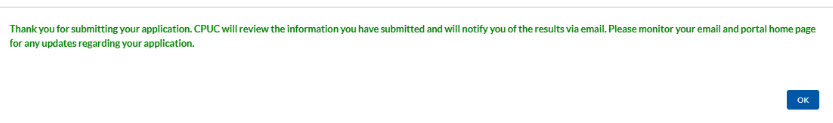 Thank you for submitting your application. CPUC will review the information you have submitted and will notify you of the results via email. Please monitor your email and portal home page
for any updates regarding your application.
OK